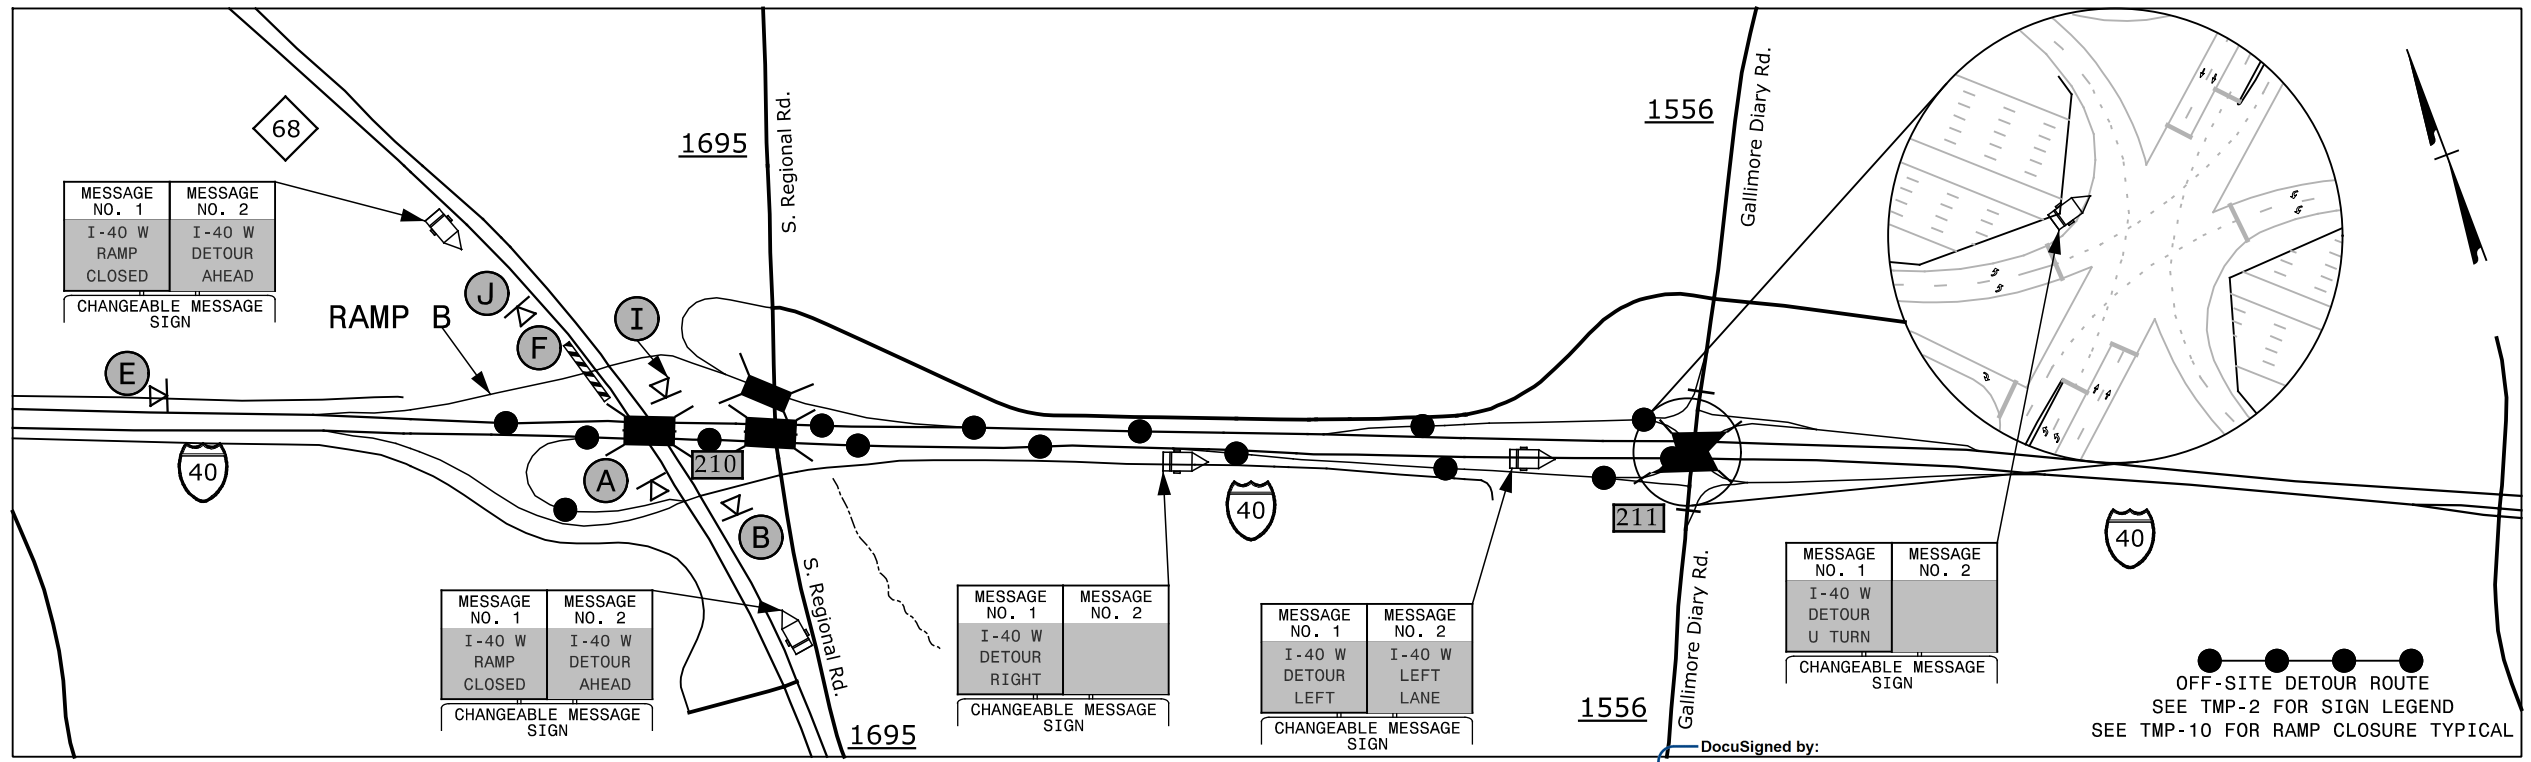 68
1695
S. Regional Rd.
1556
Gallimore Diary Rd.
MESSAGE NO. 1
MESSAGE NO. 2
I-40 W
RAMP
CLOSED
I-40 W
DETOUR
AHEAD
CHANGEABLE MESSAGE
SIGN
RAMP B
J
F
I
E
A
B
40
210
40
211
40
MESSAGE NO. 1
MESSAGE NO. 2
I-40 W
RAMP
CLOSED
I-40 W
DETOUR
AHEAD
CHANGEABLE MESSAGE
SIGN
S. Regional Rd.
1695
MESSAGE NO. 1
MESSAGE NO. 2
I-40 W
DETOUR
RIGHT
CHANGEABLE MESSAGE
SIGN
MESSAGE NO. 1
MESSAGE NO. 2
I-40 W
DETOUR
LEFT
I-40 W
LEFT
LANE
CHANGEABLE MESSAGE
SIGN
1556
Gallimore Diary Rd.
MESSAGE NO. 1
MESSAGE NO. 2
I-40 W
DETOUR
U TURN
CHANGEABLE MESSAGE
SIGN
OFF-SITE DETOUR ROUTE
SEE TMP-2 FOR SIGN LEGEND
SEE TMP-10 FOR RAMP CLOSURE TYPICAL
DocuSigned by: